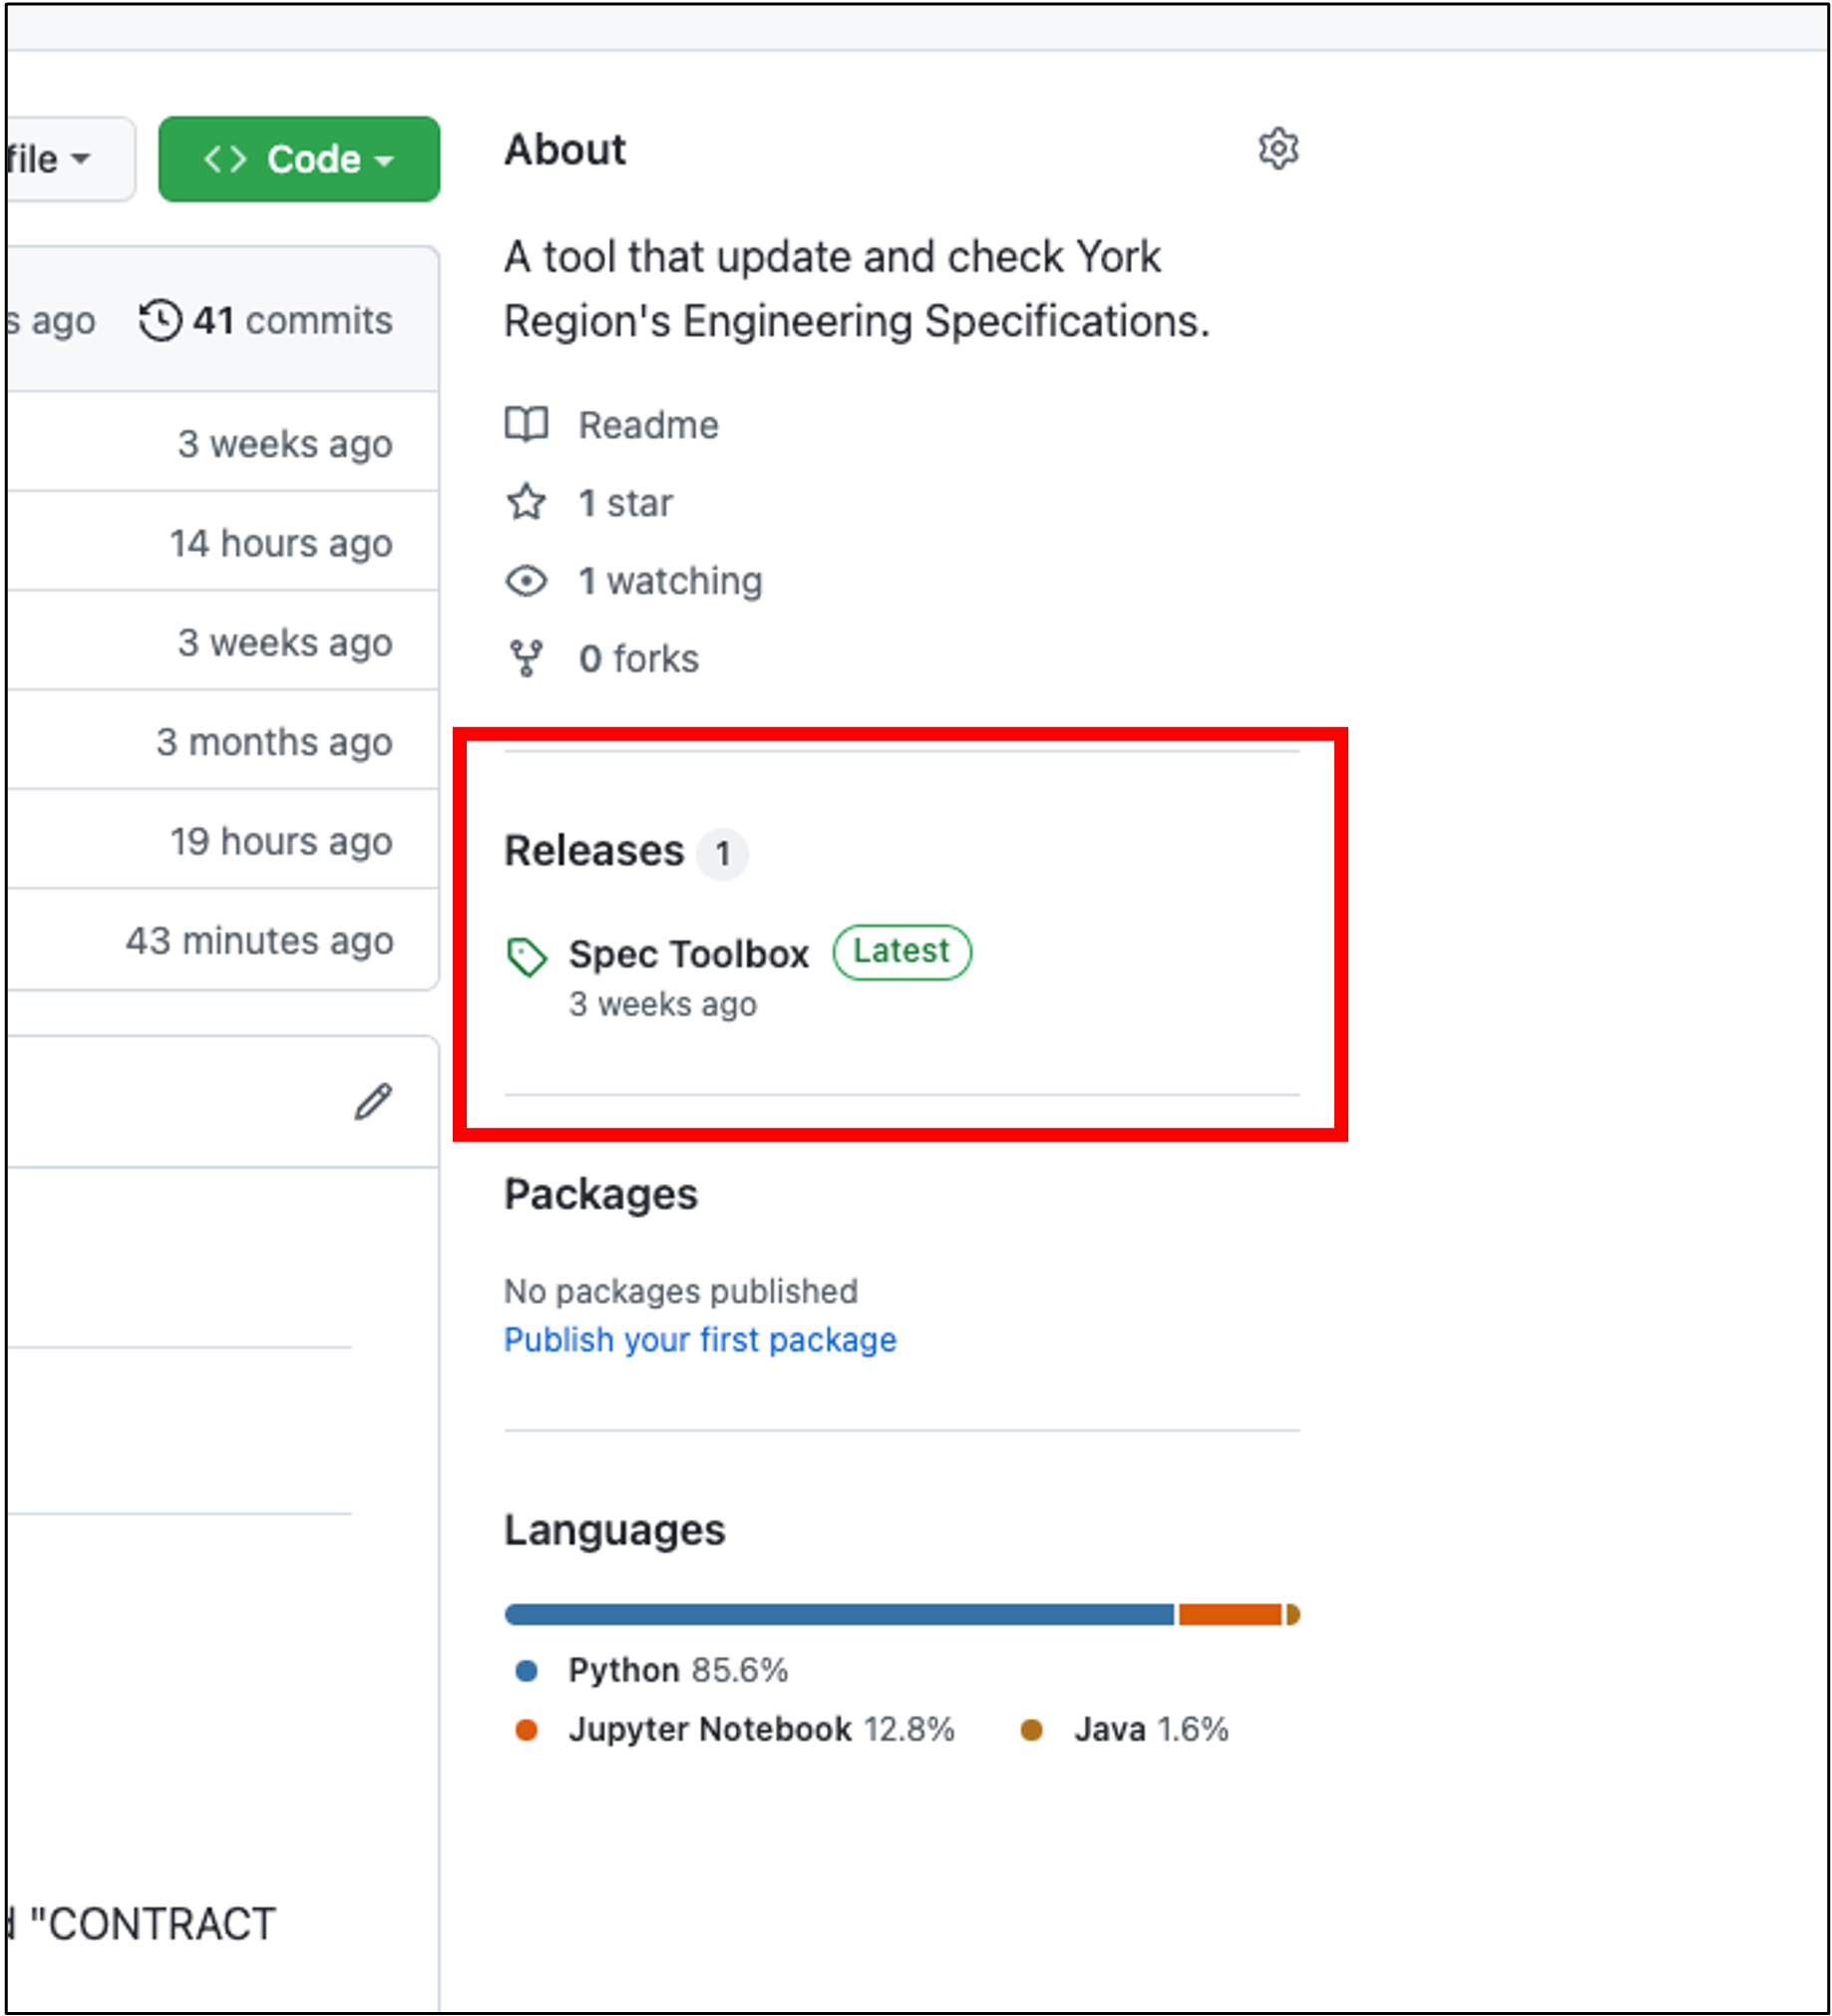 file
Code
s ago
41 commits
3 weeks ago
14 hours ago
3 weeks ago
3 months ago
19 hours ago
43 minutes ago
"CONTRACT
About
A tool that update and check York
Region's Engineering Specifications.
Readme
1 star
1 watching
0 forks
Releases 1
Spec Toolbox Latest
3 weeks ago
Packages
No packages published
Publish your first package
Languages
Python 85.6%
Jupyter Notebook 12.8% Java 1.6%